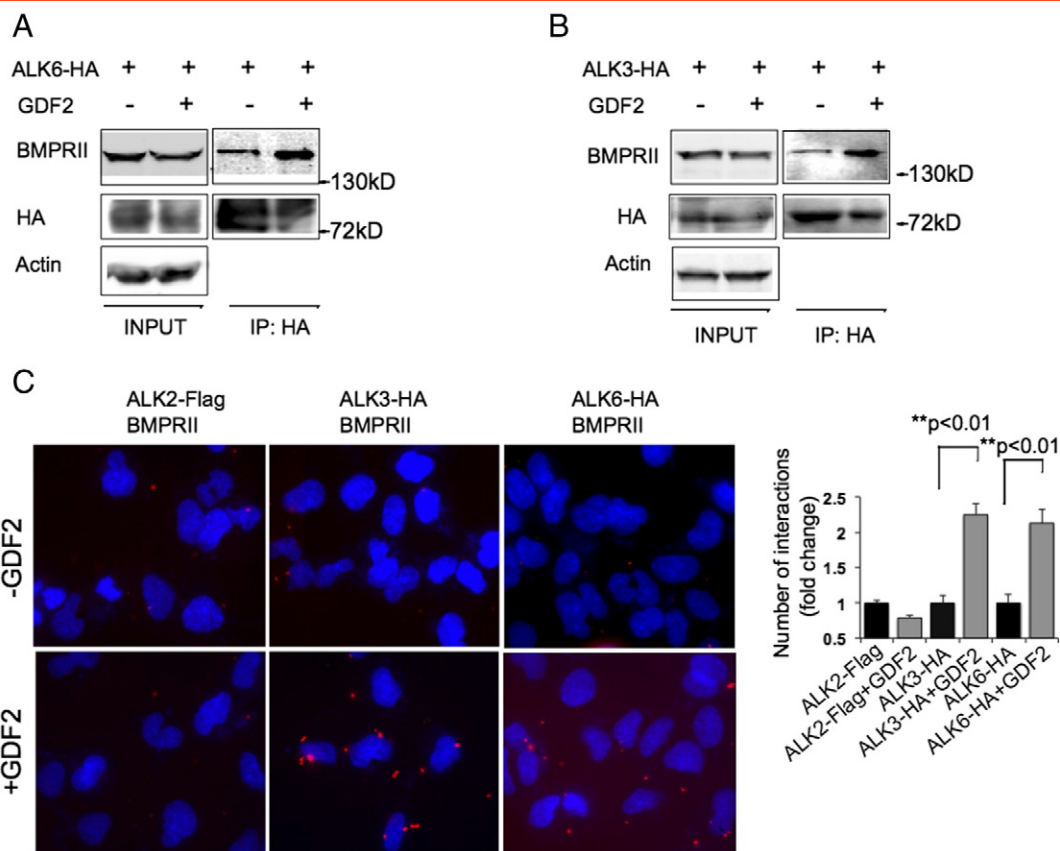 A
ALK6-HA + + + +
GDF2 - + - +
BMPRII
130kD
HA
72kD
Actin
INPUT IP: HA
B
ALK3-HA + + + +
GDF2 - + - +
BMPRII
130kD
HA
72kD
Actin
INPUT IP: HA
C
ALK2-Flag ALK3-HA ALK6-HA
BMPRII BMPRII BMPRII
-GDF2
+GDF2
**p<0.01
**p<0.01
Number of interactions
(fold change)
2.5
2
1.5
1
0.5
ALK2-Flag
ALK2-Flag+GDF2
ALK3-HA
ALK3-HA+GDF2
ALK6-HA
ALK6-HA+GDF2